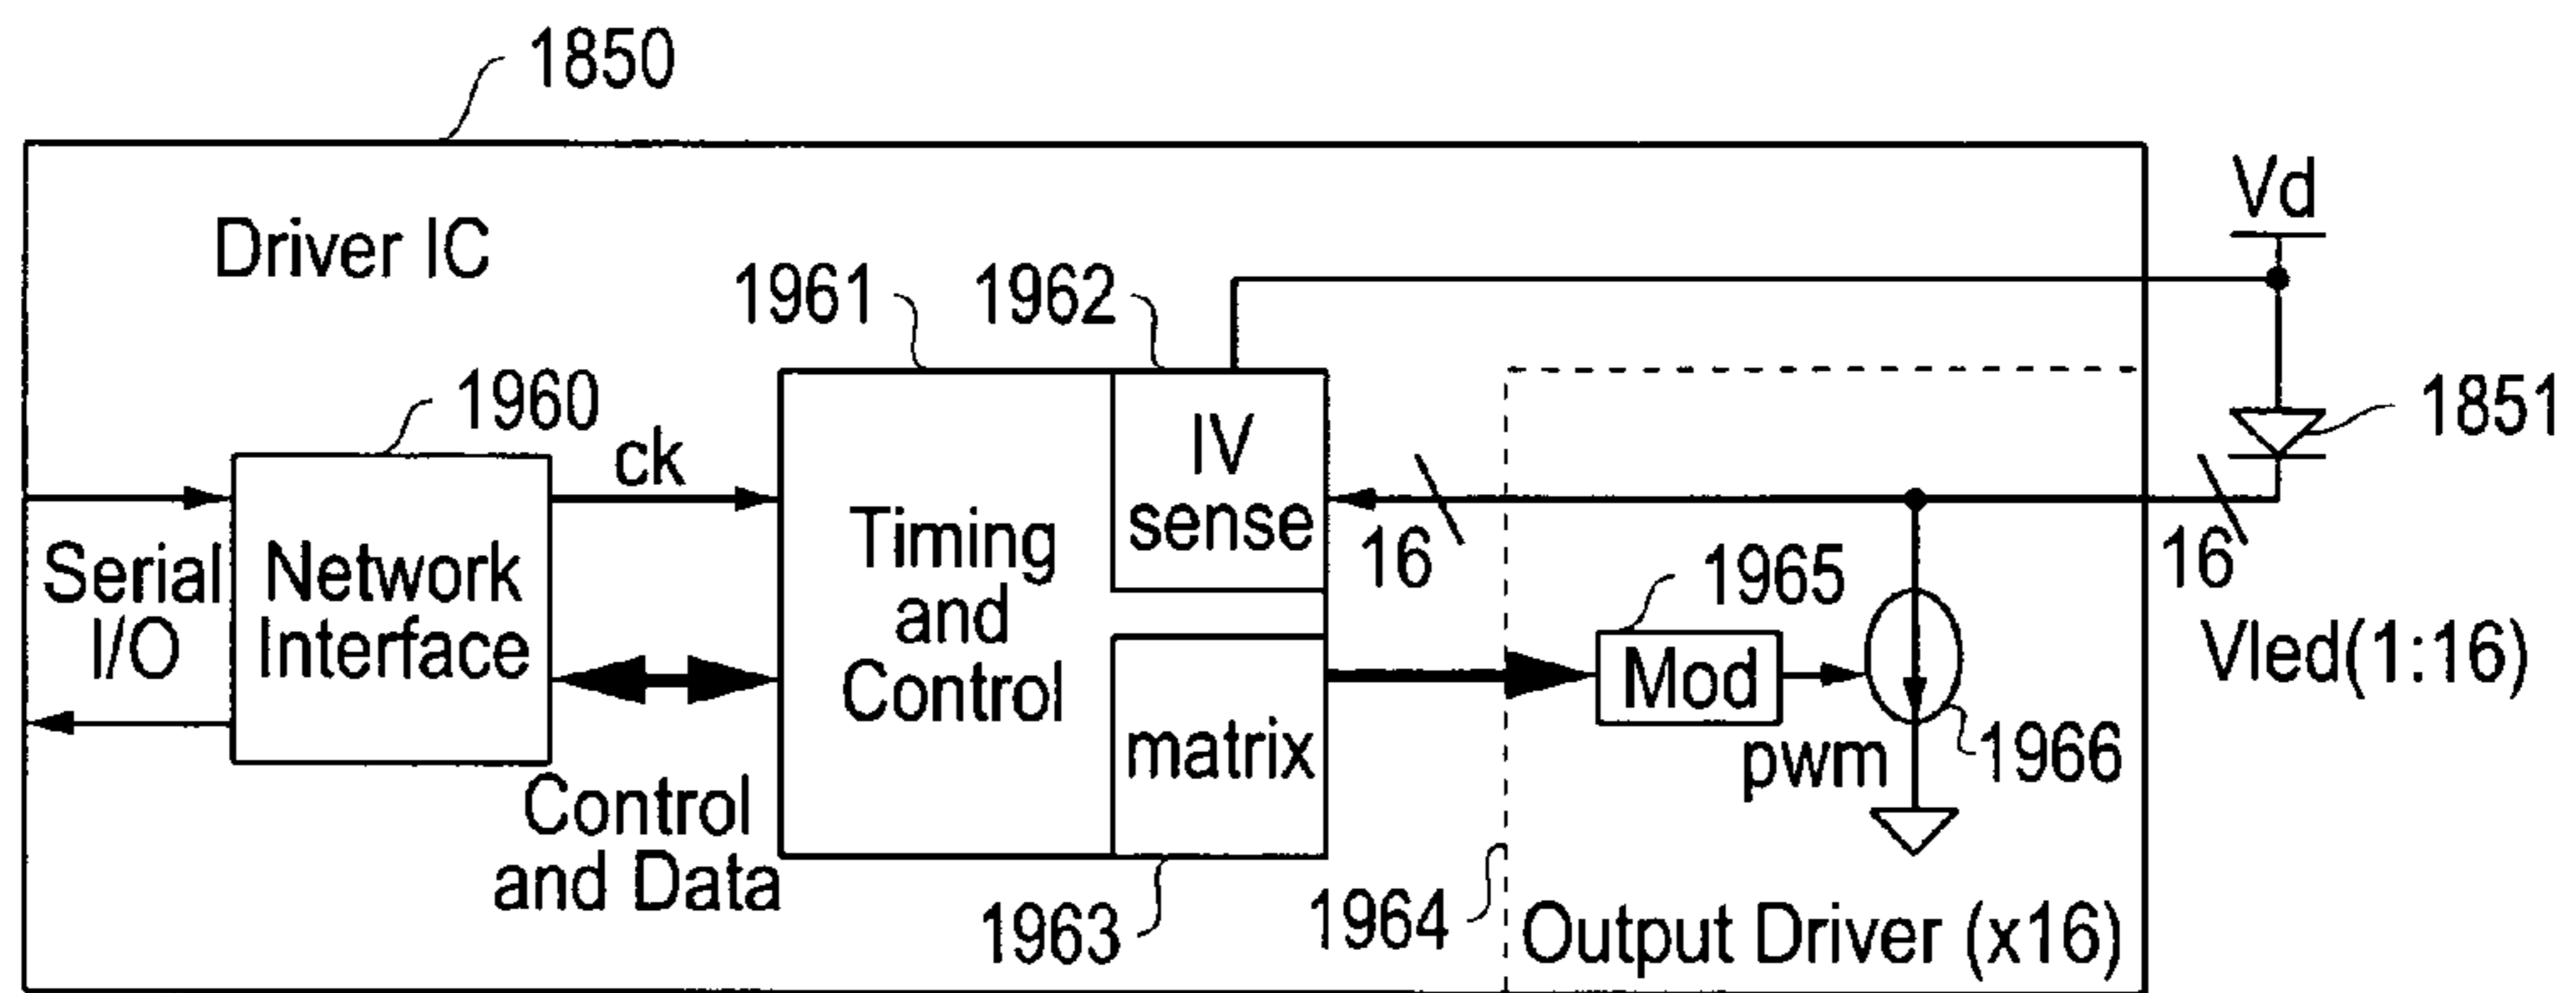 1850
Driver IC
Vd
1961
1962
1960
1851
ck
IV
sense
Timing
and
Control
16
16
Serial
I/O
Network
Interface
1965
Mod
Vled(1:16)
matrix
pwm
1966
Control
and Data
1963
1964
Output Driver (x16)